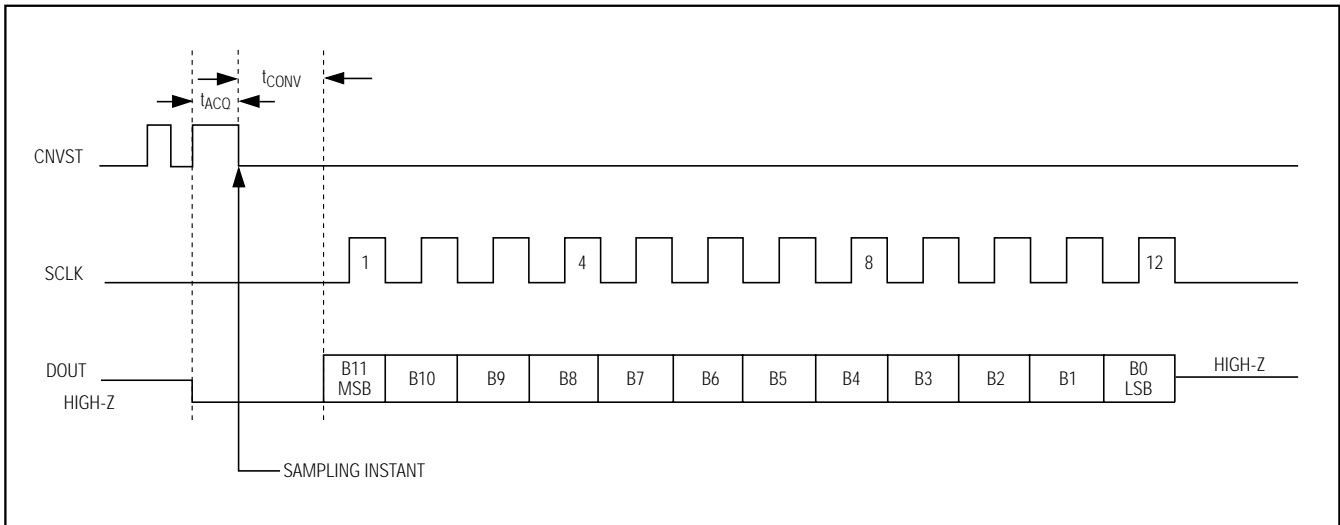 tCONV
tACQ
CNVST
SCLK
1
4
8
12
DOUT
HIGH-Z
B11
MSB
B10
B9
B8
B7
B6
B5
B4
B3
B2
B1
B0
LSB
HIGH-Z
SAMPLING INSTANT